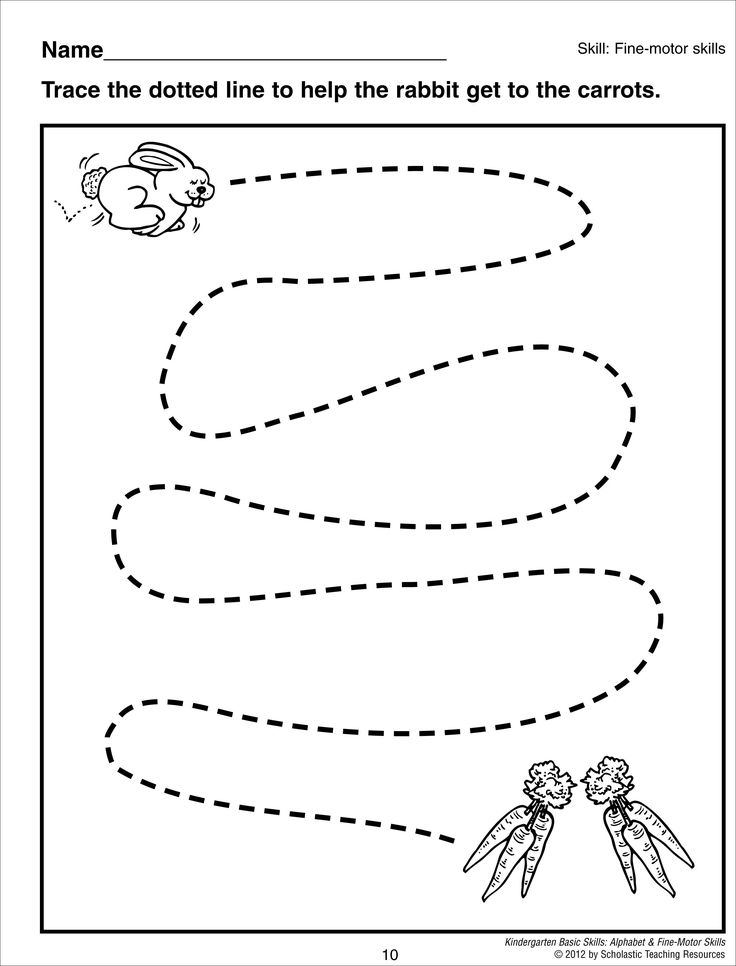 Name
Skill: Fine-motor skills
Trace the dotted line to help the rabbit get to the carrots.
10
Kindergarten Basic Skills: Alphabet & Fine-Motor Skills
© 2012 by Scholastic Teaching Resources